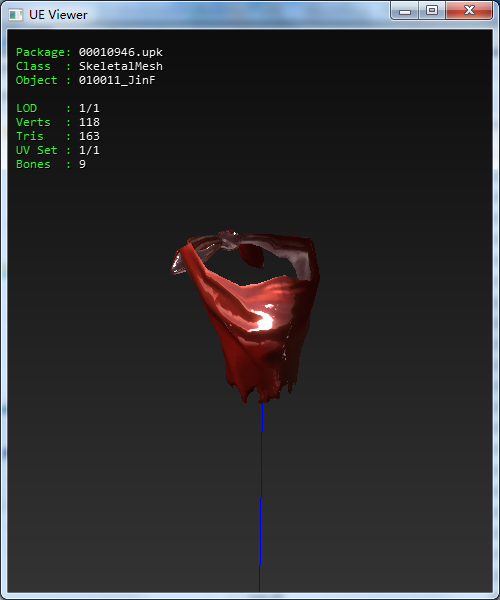 UE Viewer
Package: 00010946.upk
Class : SkeletalMesh
Object : 010011_JinF
LOD : 1/1
Verts : 118
Tris : 163
UV Set : 1/1
Bones : 9